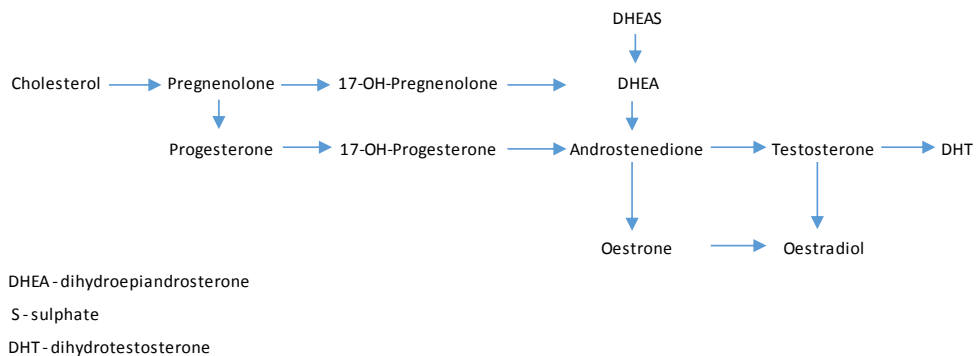 DHEAS
Cholesterol Pregnenolone 17-OH-Pregnenolone DHEA
Progesterone 17-OH-Progesterone Androstenedione Testosterone DHT
Oestrone Oestradiol
DHEA - dihydroepiandrosterone
S - sulphate
DHT - dihydrotestosterone